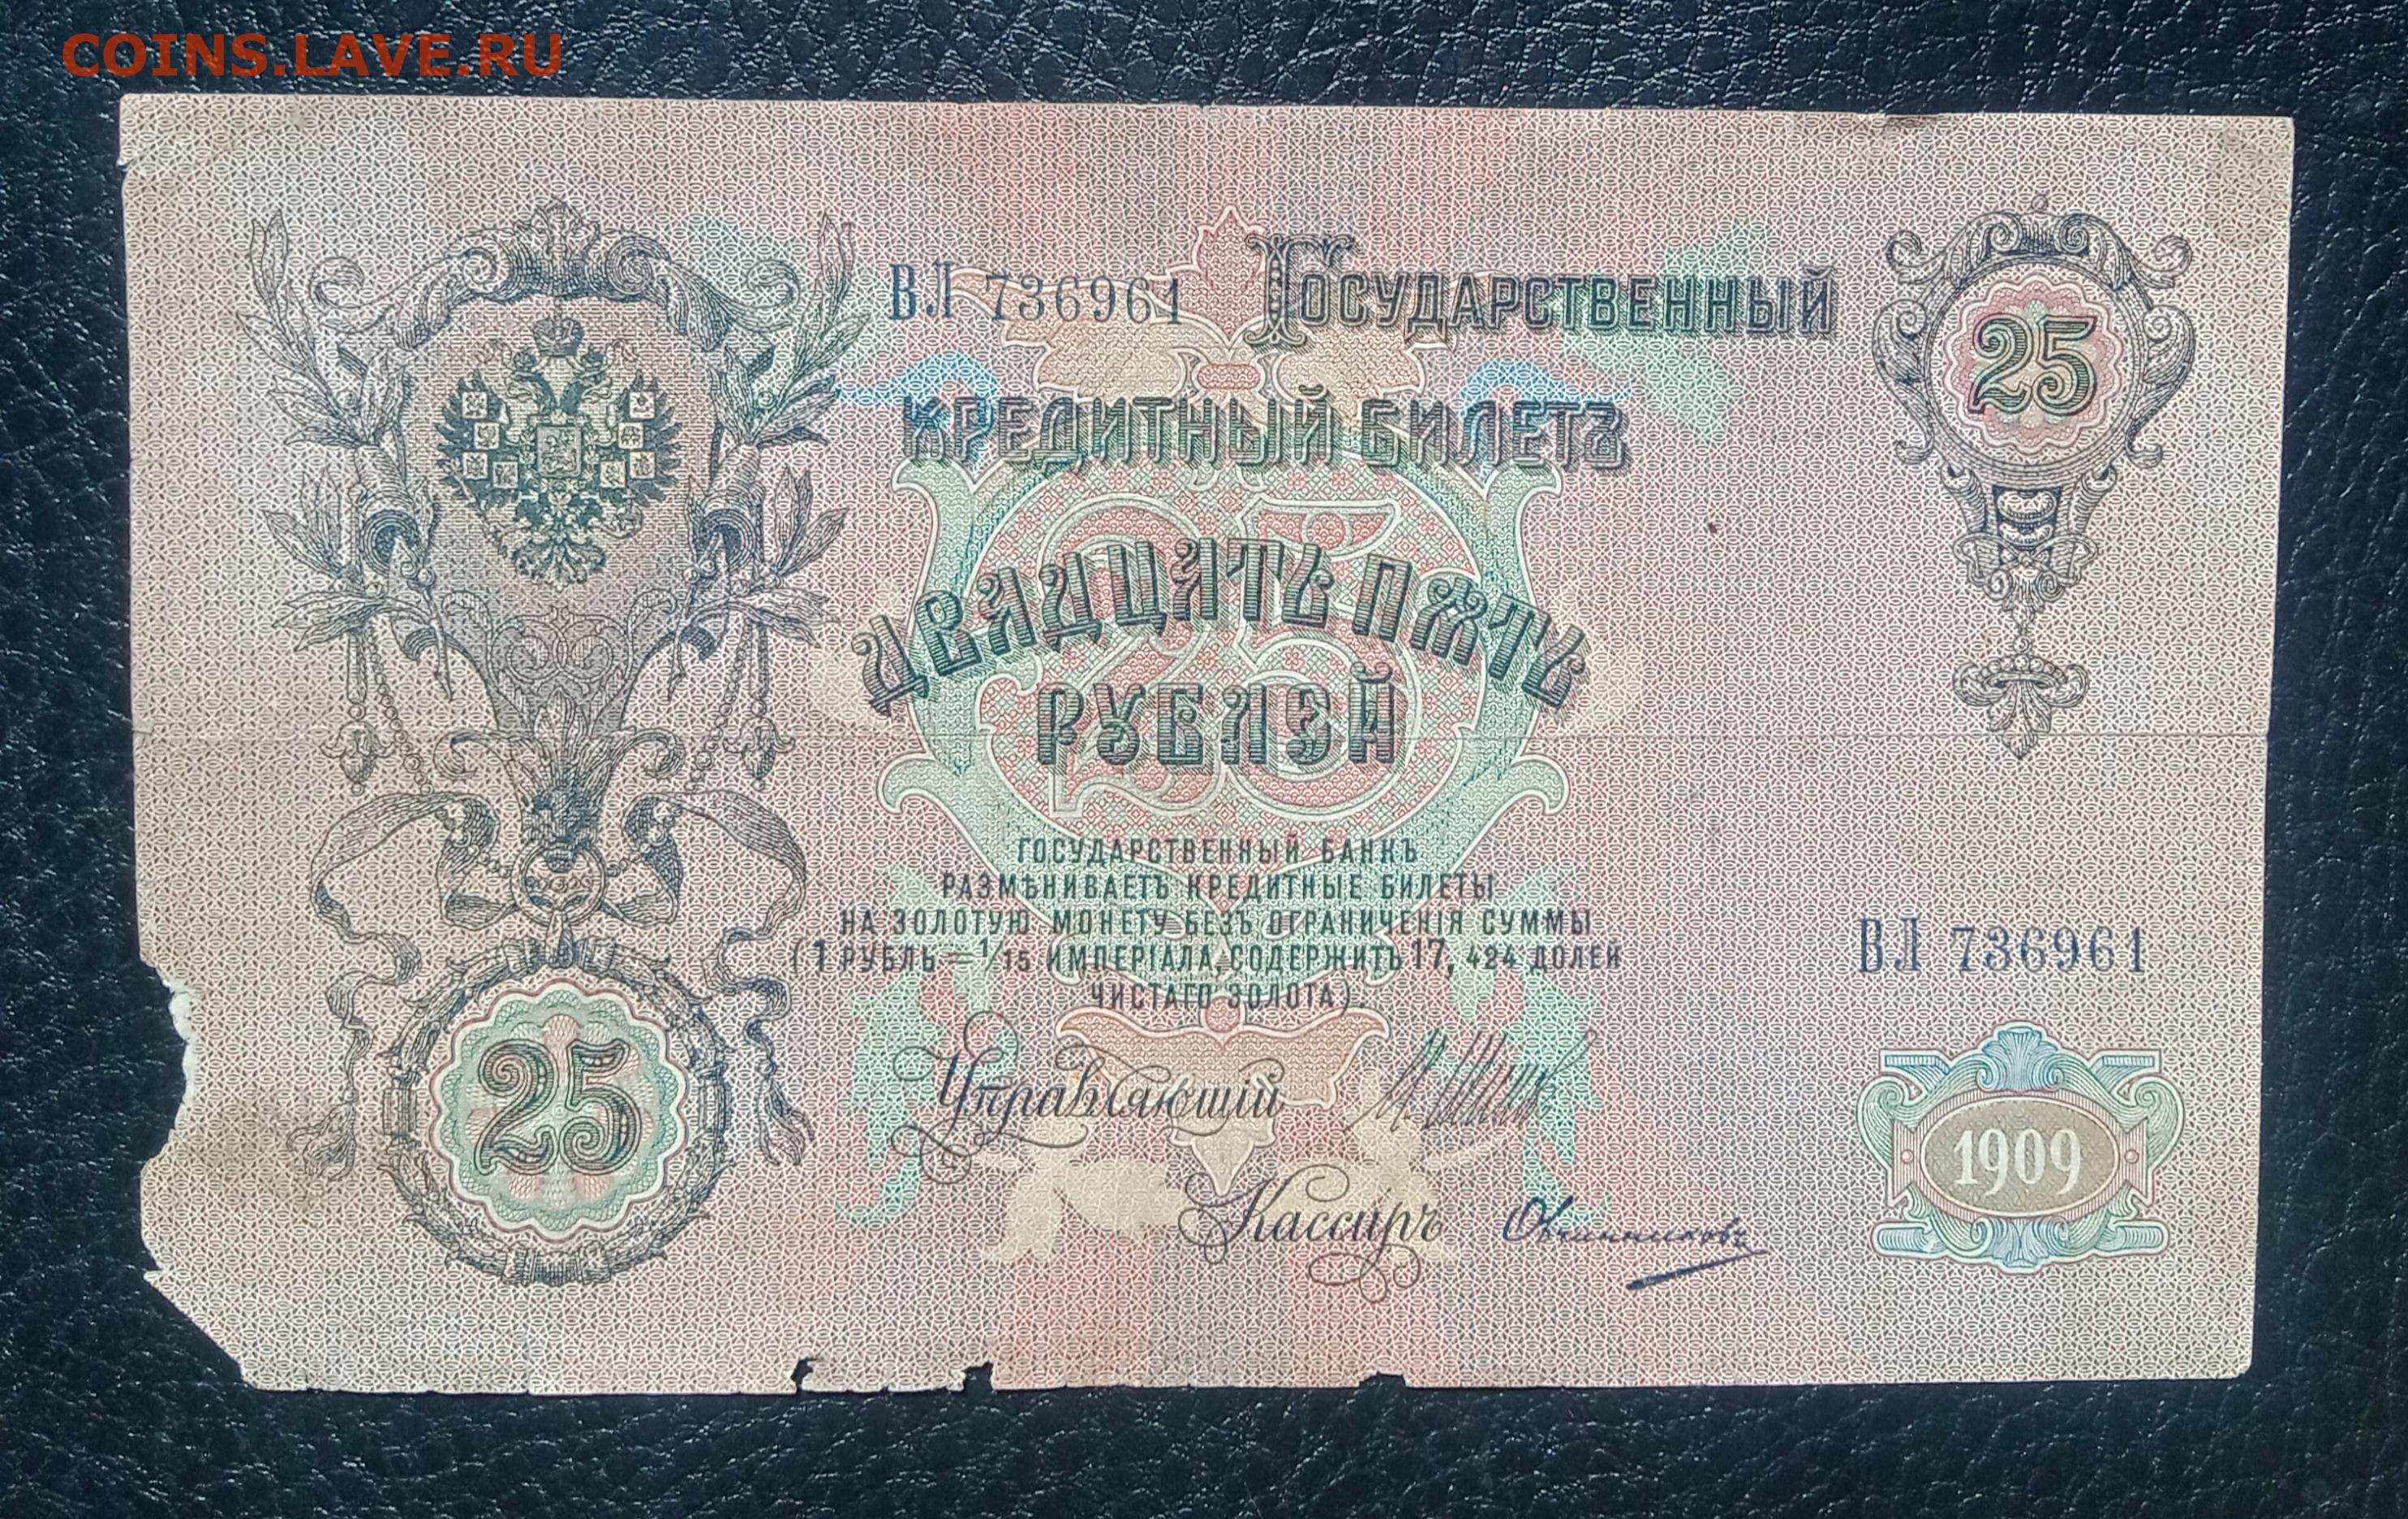 COINS.LAVE.RU
ВЛ 736961 ГОСУДАРСТВЕННЫЙ
25
КРЕДИТНЫЙ БИЛЕТЪ
25
ДВАДЦАТЬ ПЯТЬ
РУБЛЕЙ
ГОСУДАРСТВЕННЫЙ БАНКЪ
РАЗМѢНИВАЕТЪ КРЕДИТНЫЕ БИЛЕТЫ
НА ЗОЛОТУЮ МОНЕТУ БЕЗЪ ОГРАНИЧЕНІЯ СУММЫ
(1 РУБЛЬ = 1/15 ИМПЕРІАЛА, СОДЕРЖИТЪ 17,424 ДОЛЕЙ
ЧИСТАГО ЗОЛОТА).
ВЛ 736961
25
Управляющій
Кассиръ Овчинниковъ
1909